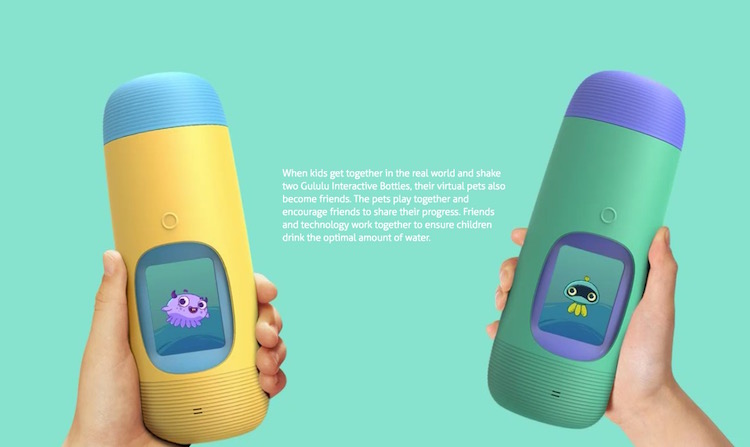 When kids get together in the real world and shake
two Gululu Interactive Bottles, their virtual pets also
become friends. The pets play together and
encourage friends to share their progress. Friends
and technology work together to ensure children
drink the optimal amount of water.